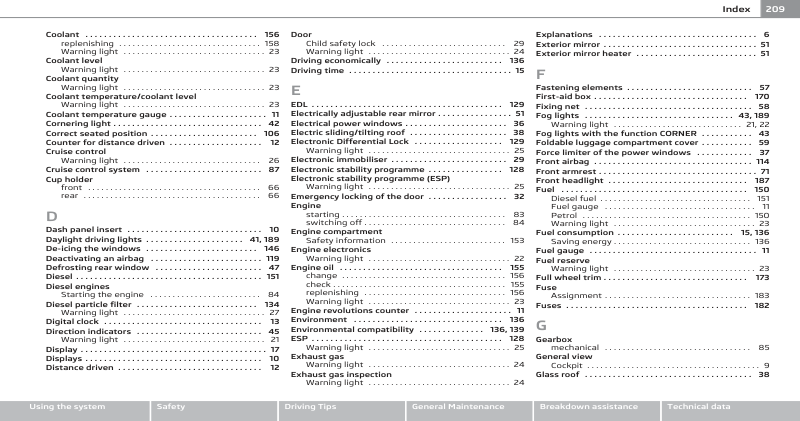 Index 209
Coolant 156
replenishing 158
Warning light 23
Coolant level
Warning light 23
Coolant quantity
Warning light 23
Coolant temperature/coolant level
Warning light 23
Coolant temperature gauge 11
Cornering light 42
Correct seated position 106
Counter for distance driven 12
Cruise control
Warning light 26
Cruise control system 87
Cup holder
front 66
rear 66
D
Dash panel insert 10
Daylight driving lights 41, 189
De-icing the windows 146
Deactivating an airbag 119
Defrosting rear window 47
Diesel 151
Diesel engines
Starting the engine 84
Diesel particle filter 134
Warning light 27
Digital clock 13
Direction indicators 45
Warning light 21
Display 17
Displays 10
Distance driven 12
Door
Child safety lock 29
Warning light 24
Driving economically 136
Driving time 15
E
EDL 129
Electrically adjustable rear mirror 51
Electrical power windows 36
Electric sliding/tilting roof 38
Electronic Differential Lock 129
Warning light 25
Electronic immobiliser 29
Electronic stability programme 128
Electronic stability programme (ESP)
Warning light 25
Emergency locking of the door 32
Engine
starting 83
switching off 84
Engine compartment
Safety information 153
Engine electronics
Warning light 22
Engine oil 155
change 156
check 155
replenishing 156
Warning light 23
Engine revolutions counter 11
Environment 136
Environmental compatibility 136, 139
ESP 128
Warning light 25
Exhaust gas
Warning light 24
Exhaust gas inspection
Warning light 24
Explanations 6
Exterior mirror 51
Exterior mirror heater 51
F
Fastening elements 57
First-aid box 170
Fixing net 58
Fog lights 43, 189
Warning light 21, 22
Fog lights with the function CORNER 43
Foldable luggage compartment cover 59
Force limiter of the power windows 37
Front airbag 114
Front armrest 71
Front headlight 187
Fuel 150
Diesel fuel 151
Fuel gauge 11
Petrol 150
Warning light 23
Fuel consumption 15, 136
Saving energy 136
Fuel gauge 11
Fuel reserve
Warning light 23
Full wheel trim 173
Fuse
Assignment 183
Fuses 182
G
Gearbox
mechanical 85
General view
Cockpit 9
Glass roof 38
Using the system Safety Driving Tips General Maintenance Breakdown assistance Technical data